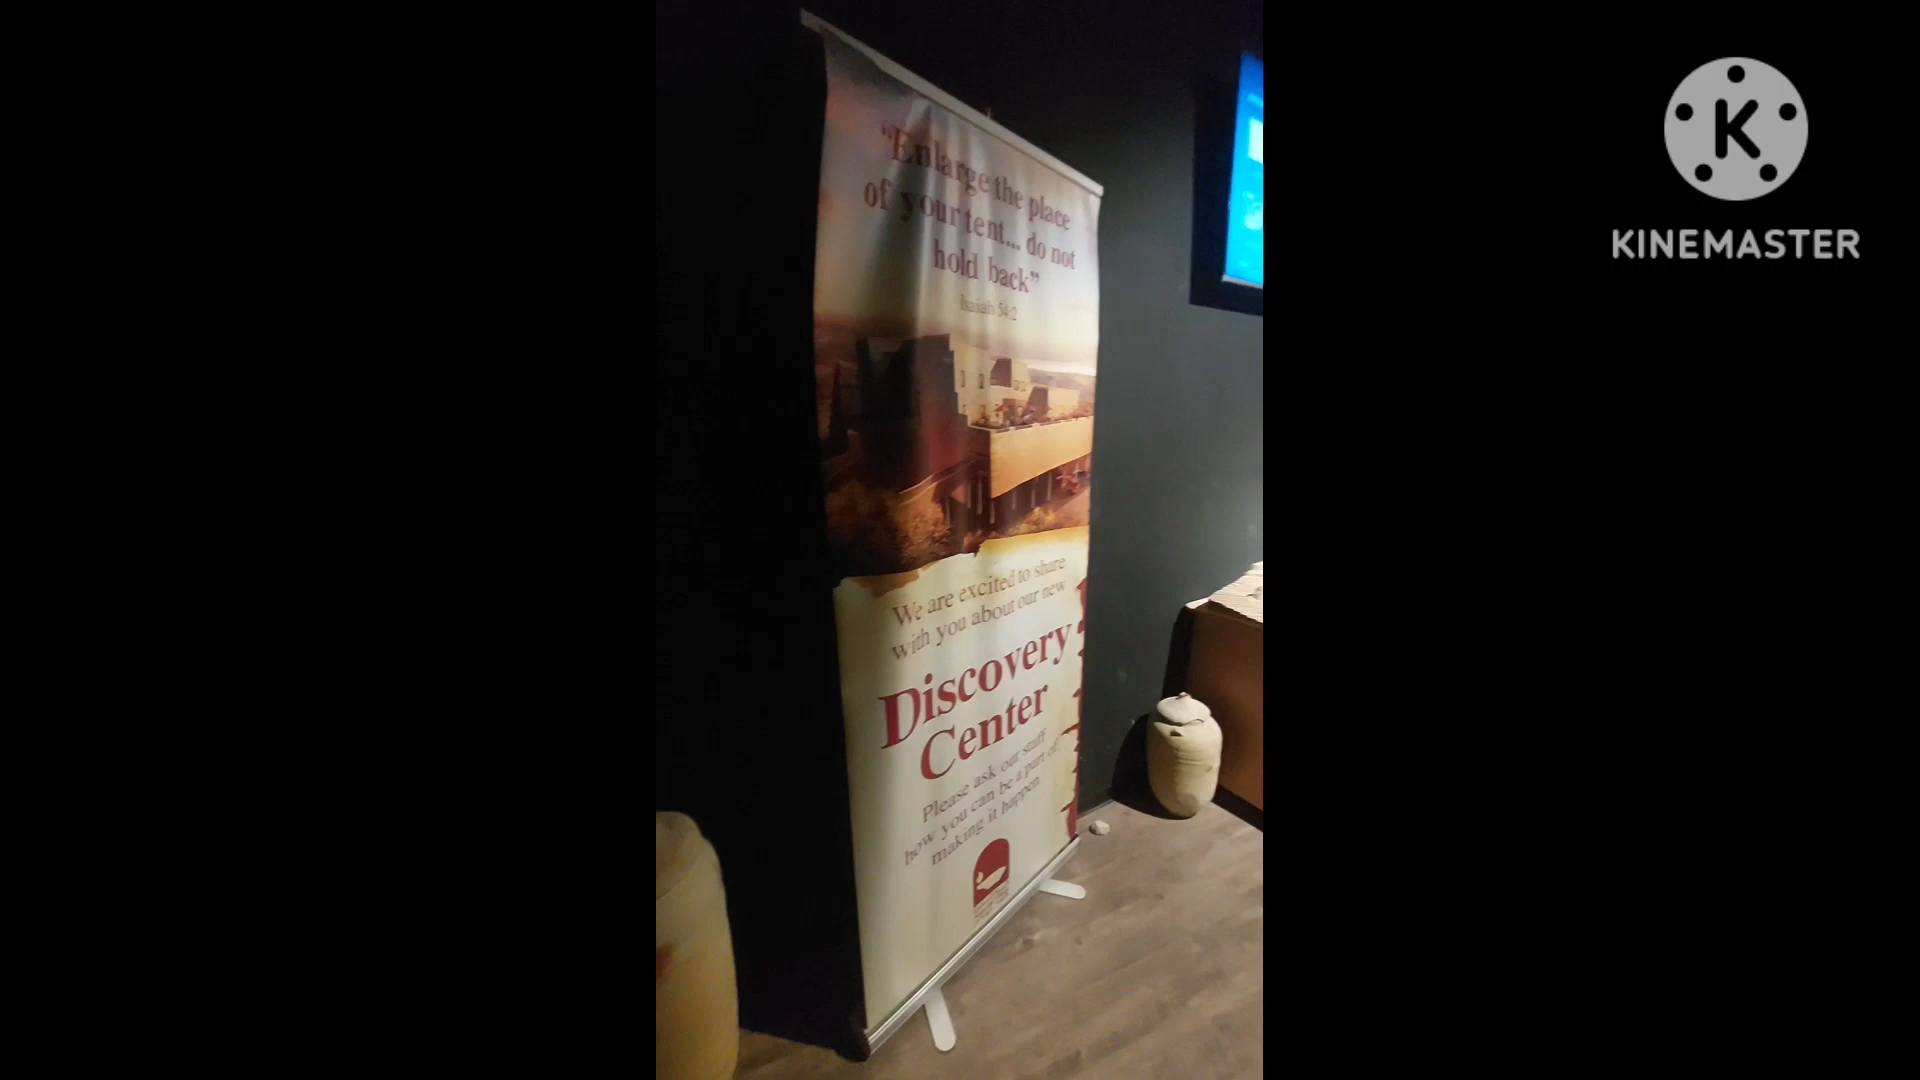 “Enlarge the place
of your tent... do not
hold back”
Isaiah 54:2
We are excited to share
with you about our new
Discovery
Center
Please ask our staff
how you can be a part of
making it happen
K
KINEMASTER